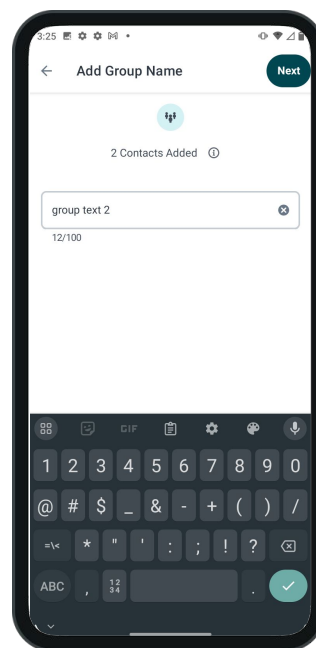 3:25
Add Group Name
Next
2 Contacts Added
group text 2
12/100
GIF
1 2 3 4 5 6 7 8 9 0
@ # $ _ & - + ( ) /
=\< * " ' : ; ! ?
ABC , 12 34 .